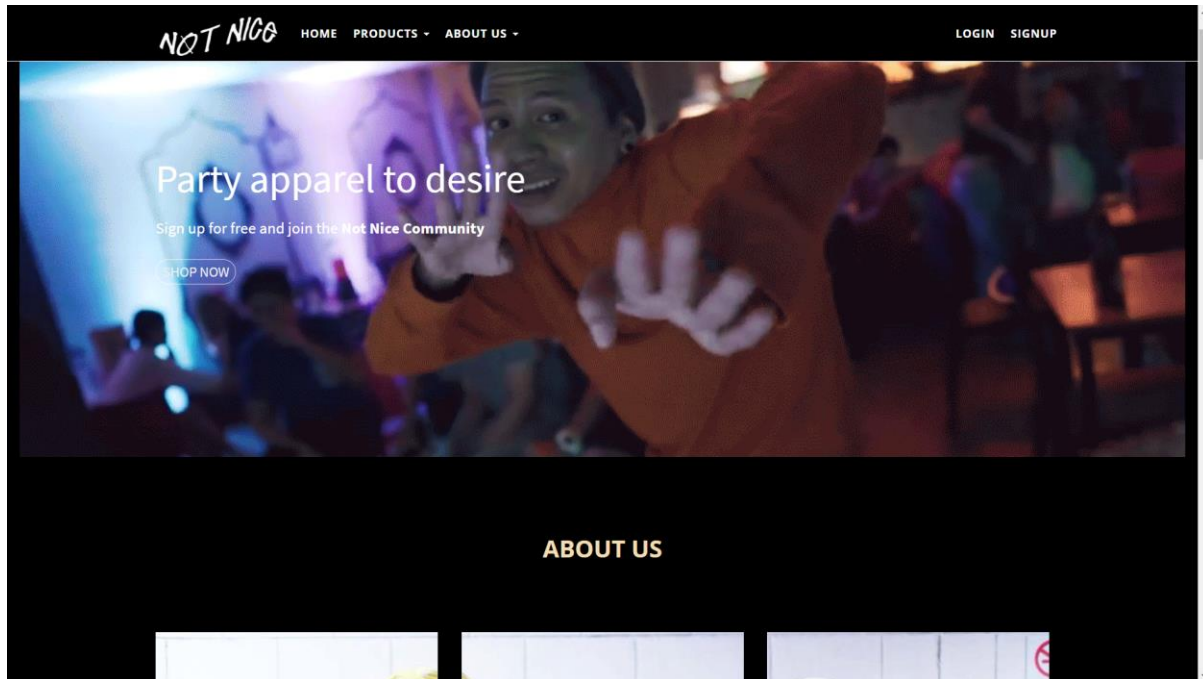 NOT NICE HOME PRODUCTS ABOUT US LOGIN SIGNUP
Party apparel to desire
Sign up for free and join the Not Nice Community
SHOP NOW
ABOUT US